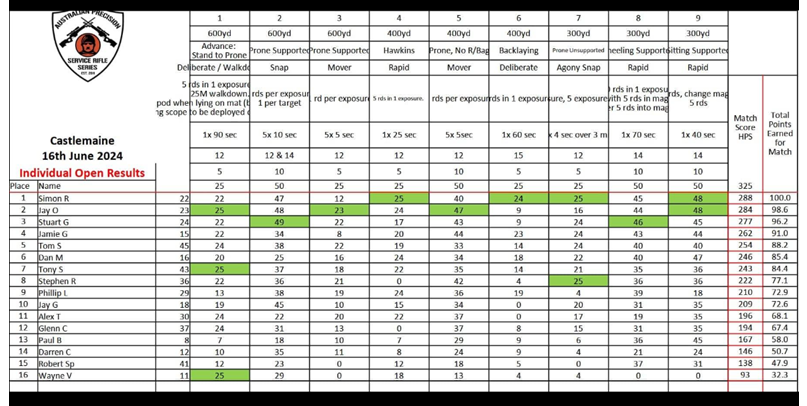 AUSTRALIAN PRECISION
SERVICE RIFLE
SERIES
Castlemaine
16th June 2024
Individual Open Results
1 2 3 4 5 6 7 8 9
600yd 600yd 600yd 400yd 400yd 400yd 300yd 300yd 300yd
Advance: Stand to Prone Prone Supported Prone Supported Hawkins Prone, No R/Bag Backlaying Prone Unsupported eeling Support Sitting Supported
Deliberate / Walkdo Snap Mover Rapid Mover Deliberate Agony Snap Rapid Rapid
5 rds in 1 exposure
25M walkdown.
pod when lying on mat (b
ng scope to be deployed
rds per exposure
1 per target
rd per exposur
5 rds in 1 exposure.
rds per exposur
rds in 1 exposure
ure, 5 exposure
rds in 1 exposu
with 5 rds in mag
er 5 rds into mag
rds, change mag
5 rds
Match Score HPS
Total Points Earned for Match
1x 90 sec 5x 10 sec 5x 5 sec 1x 25 sec 5x 5sec 1x 60 sec x 4 sec over 3 m 1x 70 sec 1x 40 sec
12 12 & 14 12 12 12 15 12 14 14
5 10 5 5 10 5 5 10 10
Place Name 25 50 25 25 50 25 25 50 50 325
1 Simon R 22 22 47 12 25 40 24 25 45 48 288 100.0
2 Jay O 23 25 48 23 24 47 9 16 44 48 284 98.6
3 Stuart G 24 22 49 22 17 43 9 24 46 45 277 96.2
4 Jamie G 15 22 34 8 20 44 23 24 43 44 262 91.0
5 Tom S 45 24 38 22 19 33 14 24 40 40 254 88.2
6 Dan M 16 20 25 16 24 34 18 22 40 47 246 85.4
7 Tony S 43 25 37 18 22 35 14 21 35 36 243 84.4
8 Stephen R 36 22 36 21 0 42 4 25 36 36 222 77.1
9 Phillip L 29 13 38 19 24 36 19 4 39 18 210 72.9
10 Jay G 18 19 45 10 15 34 0 20 31 35 209 72.6
11 Alex T 30 24 22 20 22 37 0 17 19 35 196 68.1
12 Glenn C 37 24 31 13 0 37 8 15 31 35 194 67.4
13 Paul B 8 7 18 10 7 29 9 6 36 45 167 58.0
14 Darren C 12 10 35 11 8 24 9 4 21 24 146 50.7
15 Robert Sp 41 12 23 0 12 18 5 0 37 31 138 47.9
16 Wayne V 11 25 29 0 18 13 4 4 0 0 93 32.3